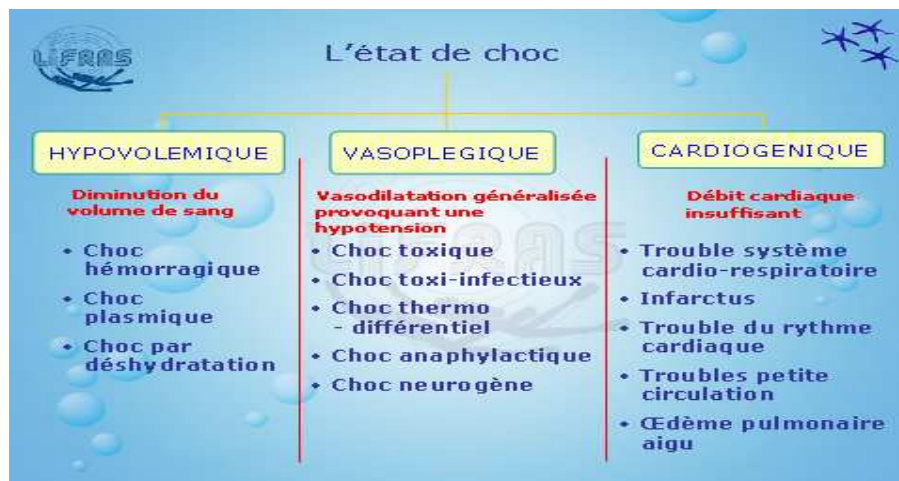 LIFRAS
L'état de choc
HYPOVOLEMIQUE
Diminution du
volume de sang
• Choc
hémorragique
• Choc
plasmique
• Choc par
déshydratation
VASOPLEGIQUE
Vasodilatation généralisée
provoquant une
hypotension
• Choc toxique
• Choc toxi-infectieux
• Choc thermo
- différentiel
• Choc anaphylactique
• Choc neurogène
CARDIOGENIQUE
Débit cardiaque
insuffisant
• Trouble système
cardio-respiratoire
• Infarctus
• Trouble du rythme
cardiaque
• Troubles petite
circulation
• Œdème pulmonaire
aigu
LIFRAS